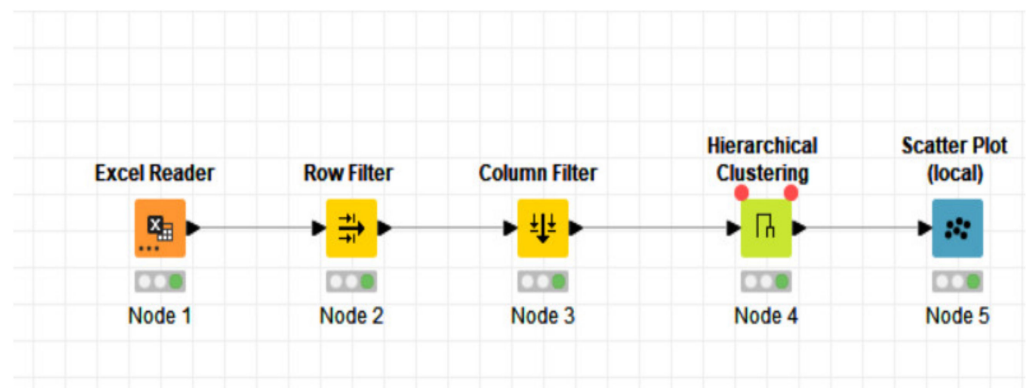 Excel Reader
Row Filter
Column Filter
Hierarchical
Clustering
Scatter Plot
(local)
Node 1
Node 2
Node 3
Node 4
Node 5